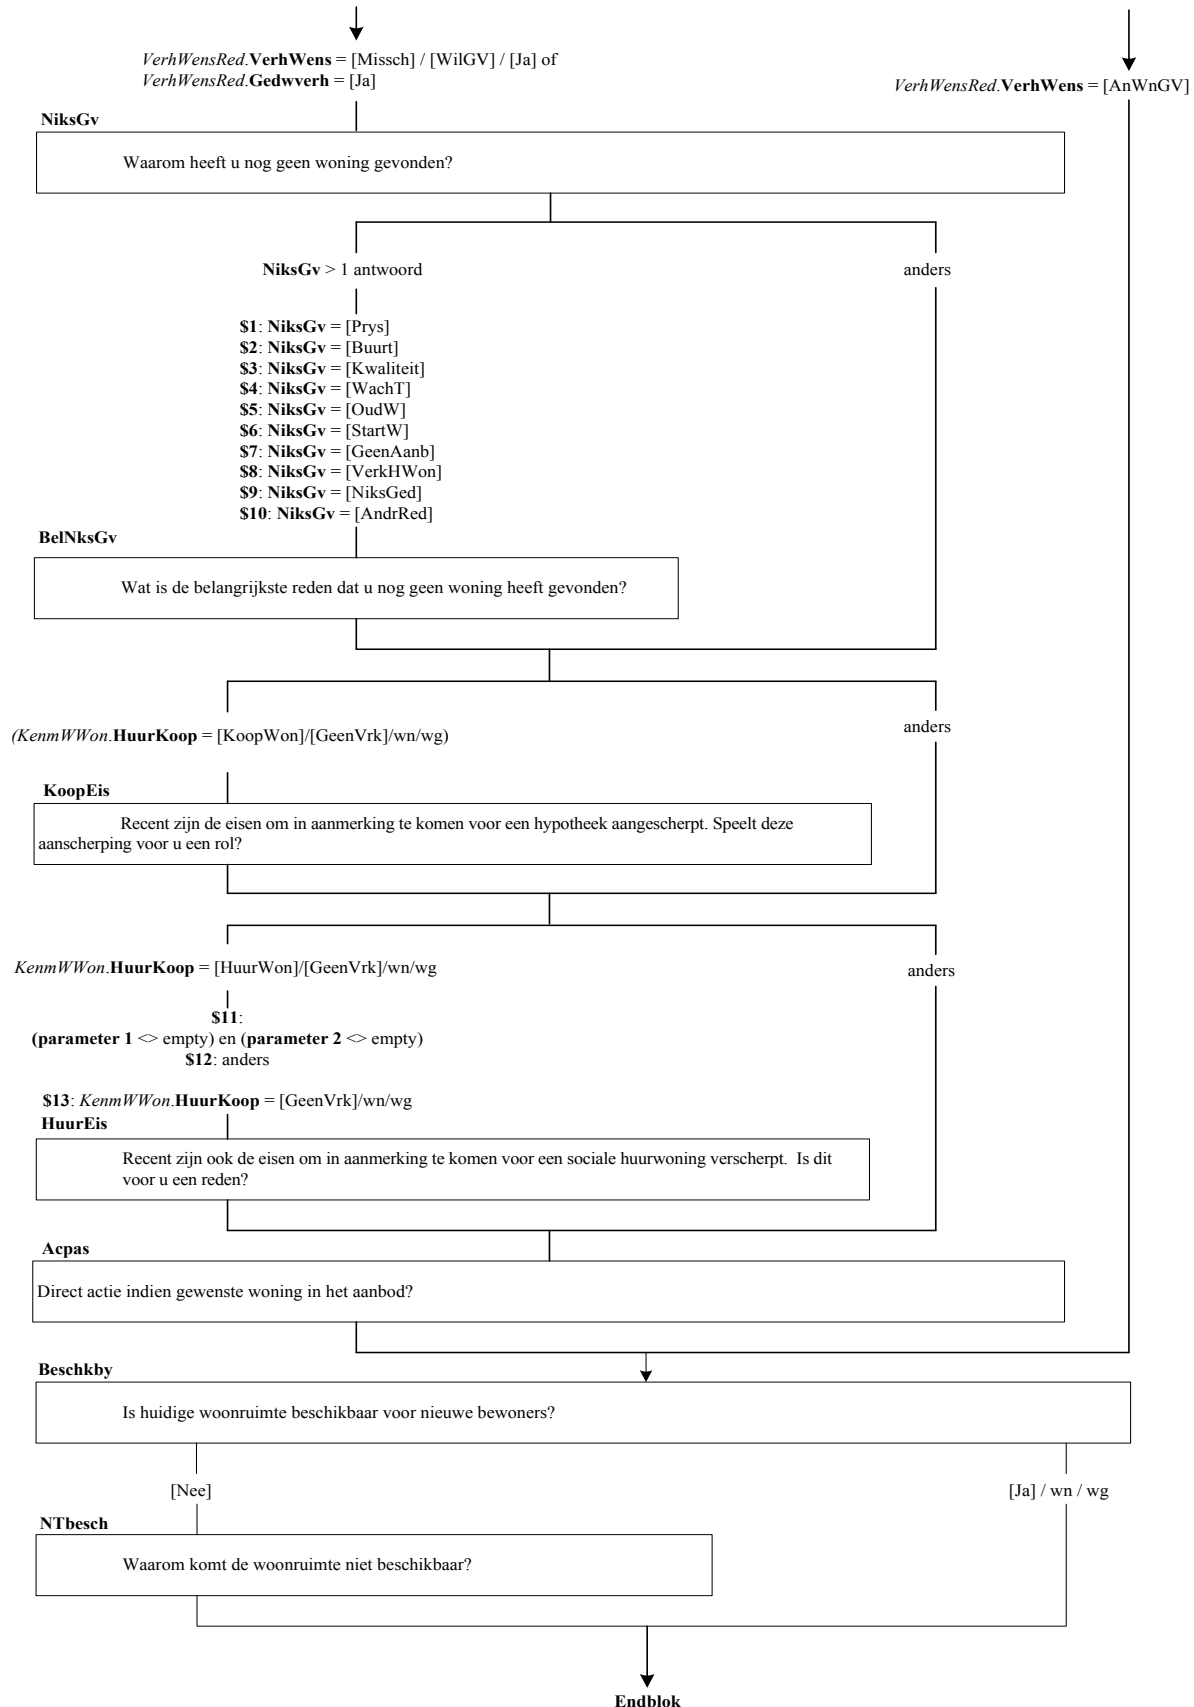 VerhWensRed.VerhWens = [Missch] / [WilGV] / [Ja] of
VerhWensRed.Gedwverh = [Ja]
VerhWensRed.VerhWens = [AnWnGV]
NiksGv
Waarom heeft u nog geen woning gevonden?
NiksGv > 1 antwoord
anders
$1: NiksGv = [Prys]
$2: NiksGv = [Buurt]
$3: NiksGv = [Kwaliteit]
$4: NiksGv = [WachT]
$5: NiksGv = [OudW]
$6: NiksGv = [StartW]
$7: NiksGv = [GeenAanb]
$8: NiksGv = [VerkHWon]
$9: NiksGv = [NiksGed]
$10: NiksGv = [AndrRed]
BelNksGv
Wat is de belangrijkste reden dat u nog geen woning heeft gevonden?
(KenmWWon.HuurKoop = [KoopWon]/[GeenVrk]/wn/wg)
anders
KoopEis
Recent zijn de eisen om in aanmerking te komen voor een hypotheek aangescherpt. Speelt deze
aanscherping voor u een rol?
KenmWWon.HuurKoop = [HuurWon]/[GeenVrk]/wn/wg
anders
$11:
(parameter 1 <> empty) en (parameter 2 <> empty)
$12: anders
$13: KenmWWon.HuurKoop = [GeenVrk]/wn/wg
HuurEis
Recent zijn ook de eisen om in aanmerking te komen voor een sociale huurwoning verscherpt. Is dit
voor u een reden?
Acpas
Direct actie indien gewenste woning in het aanbod?
Beschkby
Is huidige woonruimte beschikbaar voor nieuwe bewoners?
[Nee]
[Ja] / wn / wg
NTbesch
Waarom komt de woonruimte niet beschikbaar?
Endblok